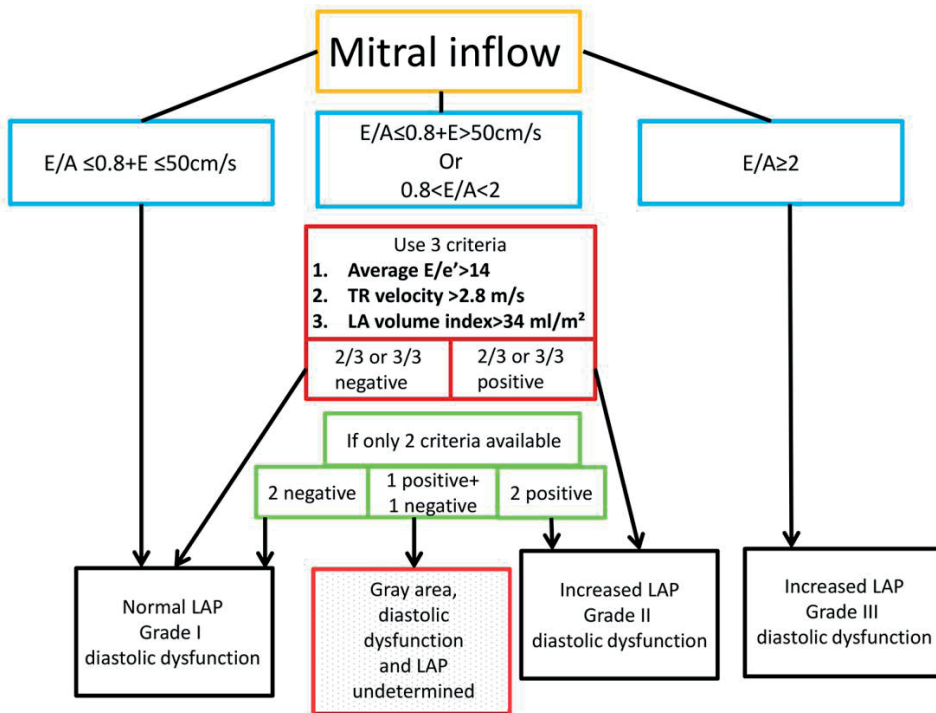 Mitral inflow
E/A ≤0.8+E ≤50cm/s
E/A≤0.8+E>50cm/s
Or
0.8<E/A<2
E/A≥2
Use 3 criteria
1. Average E/e’>14
2. TR velocity >2.8 m/s
3. LA volume index>34 ml/m²
2/3 or 3/3
negative
2/3 or 3/3
positive
If only 2 criteria available
2 negative
1 positive+
1 negative
2 positive
Normal LAP
Grade I
diastolic dysfunction
Gray area,
diastolic
dysfunction
and LAP
undetermined
Increased LAP
Grade II
diastolic dysfunction
Increased LAP
Grade III
diastolic dysfunction